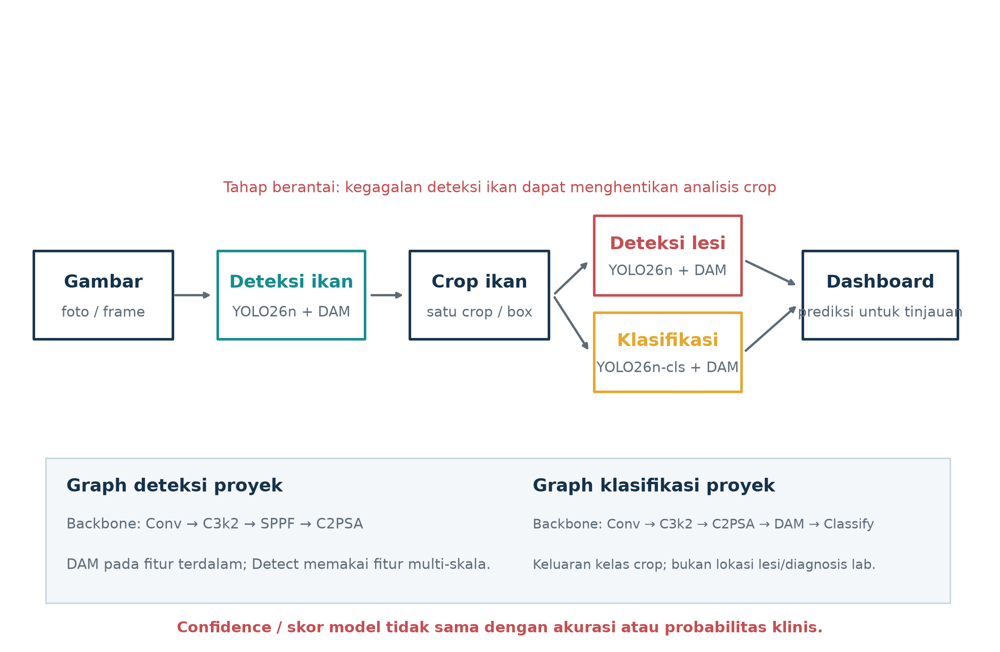 Tahap berantai: kegagalan deteksi ikan dapat menghentikan analisis crop
Gambar
foto / frame
Deteksi ikan
YOLO26n + DAM
Crop ikan
satu crop / box
Deteksi lesi
YOLO26n + DAM
Klasifikasi
YOLO26n-cls + DAM
Dashboard
prediksi untuk tinjauan
Graph deteksi proyek
Backbone: Conv → C3k2 → SPPF → C2PSA
DAM pada fitur terdalam; Detect memakai fitur multi-skala.
Graph klasifikasi proyek
Backbone: Conv → C3k2 → C2PSA → DAM → Classify
Keluaran kelas crop; bukan lokasi lesi/diagnosis lab.
Confidence / skor model tidak sama dengan akurasi atau probabilitas klinis.